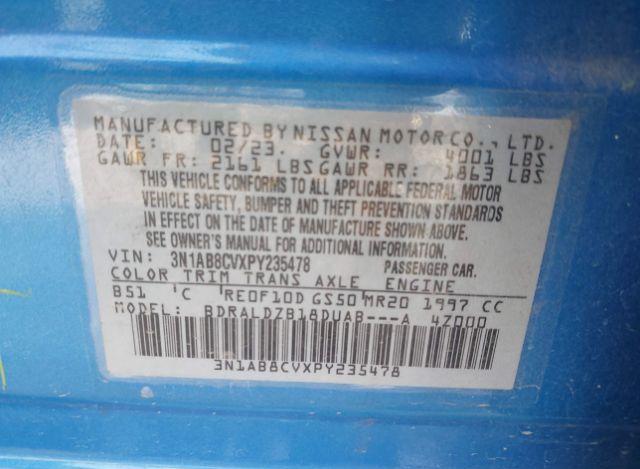 MANUFACTURED BY NISSAN MOTOR CO., LTD.
DATE: 02/23. GVWR: 4001 LBS
GAWR FR: 2161 LBS GAWR RR: 1863 LBS
THIS VEHICLE CONFORMS TO ALL APPLICABLE FEDERAL MOTOR
VEHICLE SAFETY, BUMPER AND THEFT PREVENTION STANDARDS
IN EFFECT ON THE DATE OF MANUFACTURE SHOWN ABOVE.
SEE OWNER'S MANUAL FOR ADDITIONAL INFORMATION.
VIN: 3N1AB8CVXPY235478 PASSENGER CAR.
COLOR TRIM TRANS AXLE ENGINE
B51 'C RE0F10D GS50 MR20 1997 CC
MODEL: BDRALDZB18DUAB---A 4Z000
3N1AB8CVXPY235478